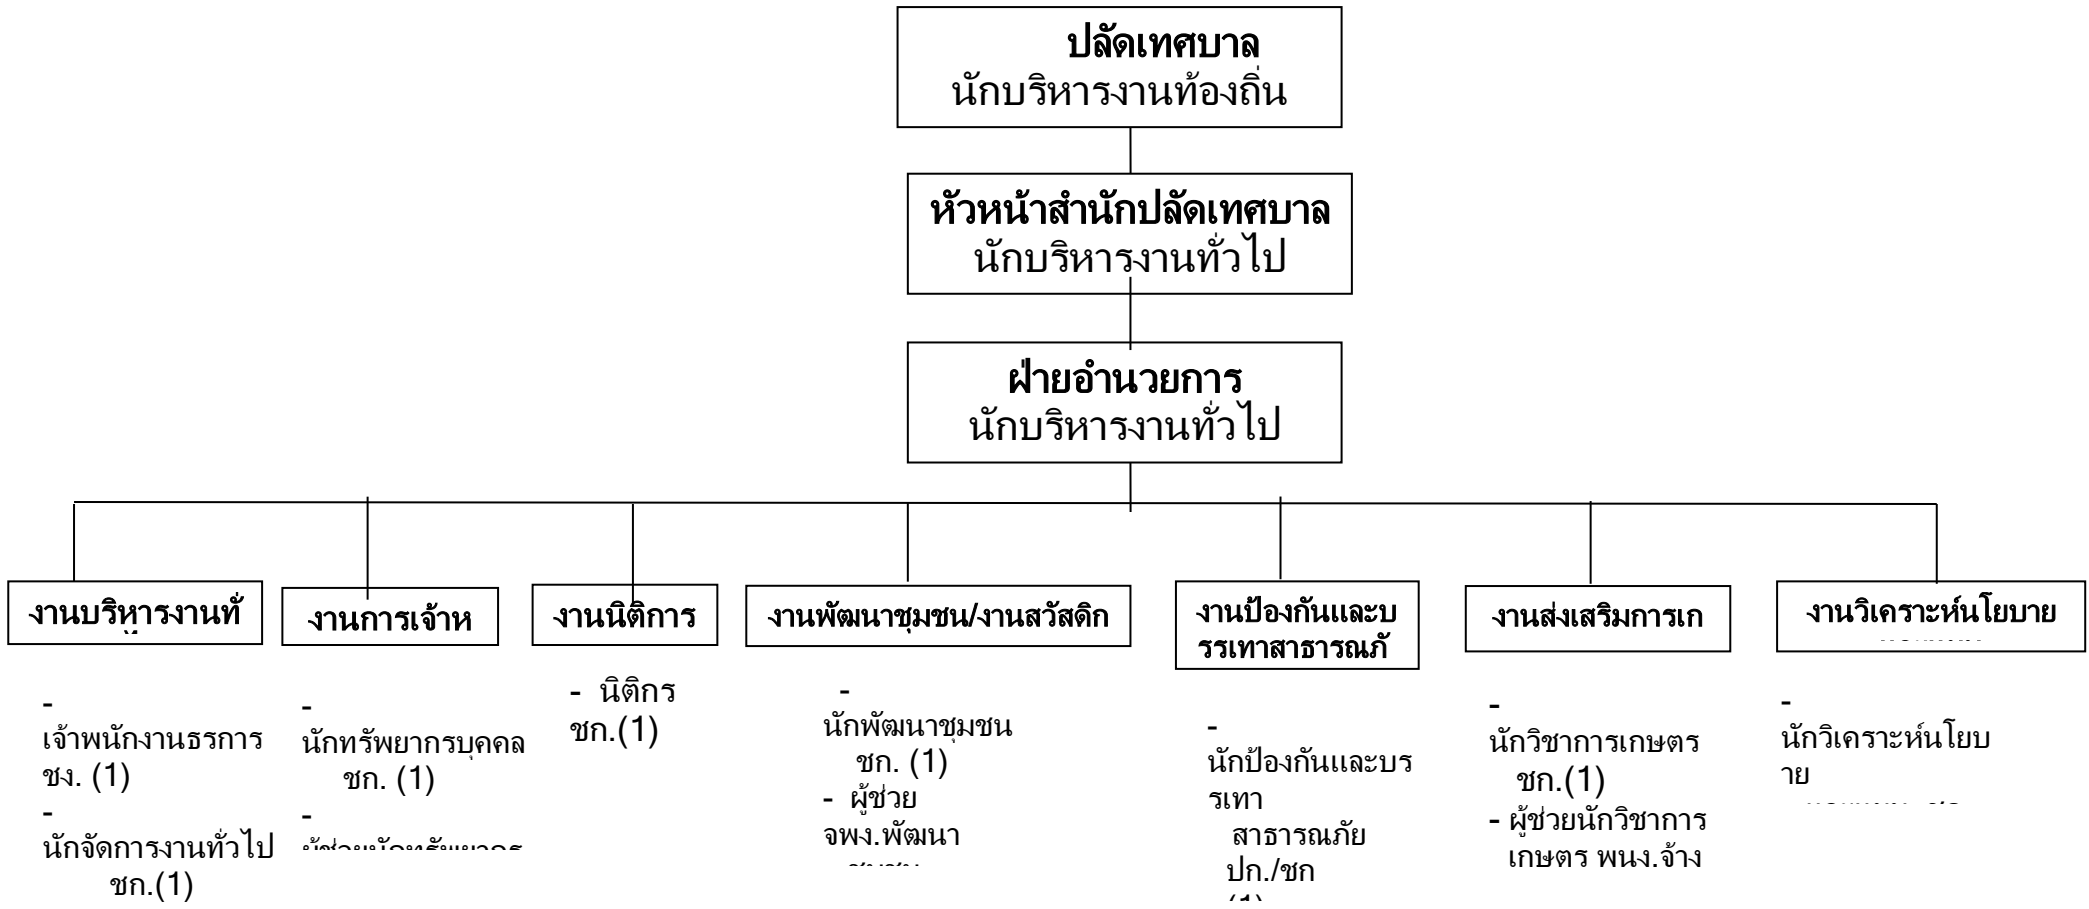 ปลัดเทศบาล
นักบริหารงานท้องถิ่น
หัวหน้าสำนักปลัดเทศบาล
นักบริหารงานทั่วไป
ฝ่ายอำนวยการ
นักบริหารงานทั่วไป
งานบริหารงานทั่
งานการเจ้าห
งานนิติการ
งานพัฒนาชุมชน/งานสวัสดิก
งานป้องกันและบ
รรเทาสาธารณภั
งานส่งเสริมการเก
งานวิเคราะห์นโยบาย
-
เจ้าพนักงานธรการ
ชง. (1)
-
นักจัดการงานทั่วไป
ชก.(1)
-
นักทรัพยากรบุคคล
ชก. (1)
-
- นิติกร
ชก.(1)
-
นักพัฒนาชุมชน
ชก. (1)
- ผู้ช่วย
จพง.พัฒนา
-
นักป้องกันและบร
รเทา
สาธารณภัย
ปก./ชก
-
นักวิชาการเกษตร
ชก.(1)
- ผู้ช่วยนักวิชาการ
เกษตร พนง.จ้าง
-
นักวิเคราะห์นโยบ
าย